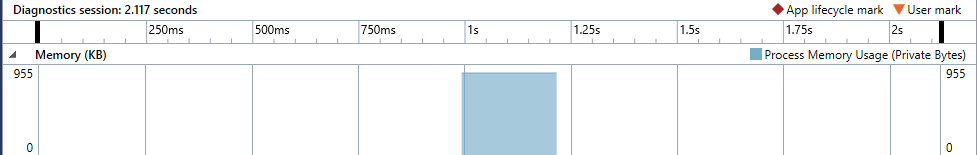 Diagnostics session: 2.117 seconds
App lifecycle mark
User mark
250ms
500ms
750ms
1s
1.25s
1.5s
1.75s
2s
Memory (KB)
Process Memory Usage (Private Bytes)
955
955
0
0